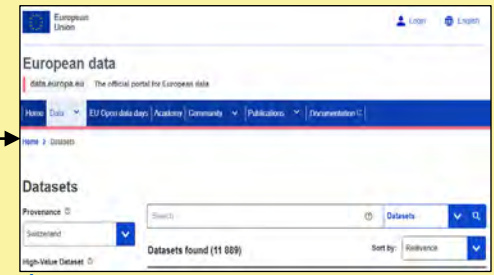 European
Union
Login
English
European data
data.europa.eu The official portal for European data
Home Data EU Open data days Academy Community Publications Documentation
Home > Datasets
Datasets
Provenance
Search
Datasets
Switzerland
Datasets found (11 889)
Sort by: Relevance
High-Value Dataset